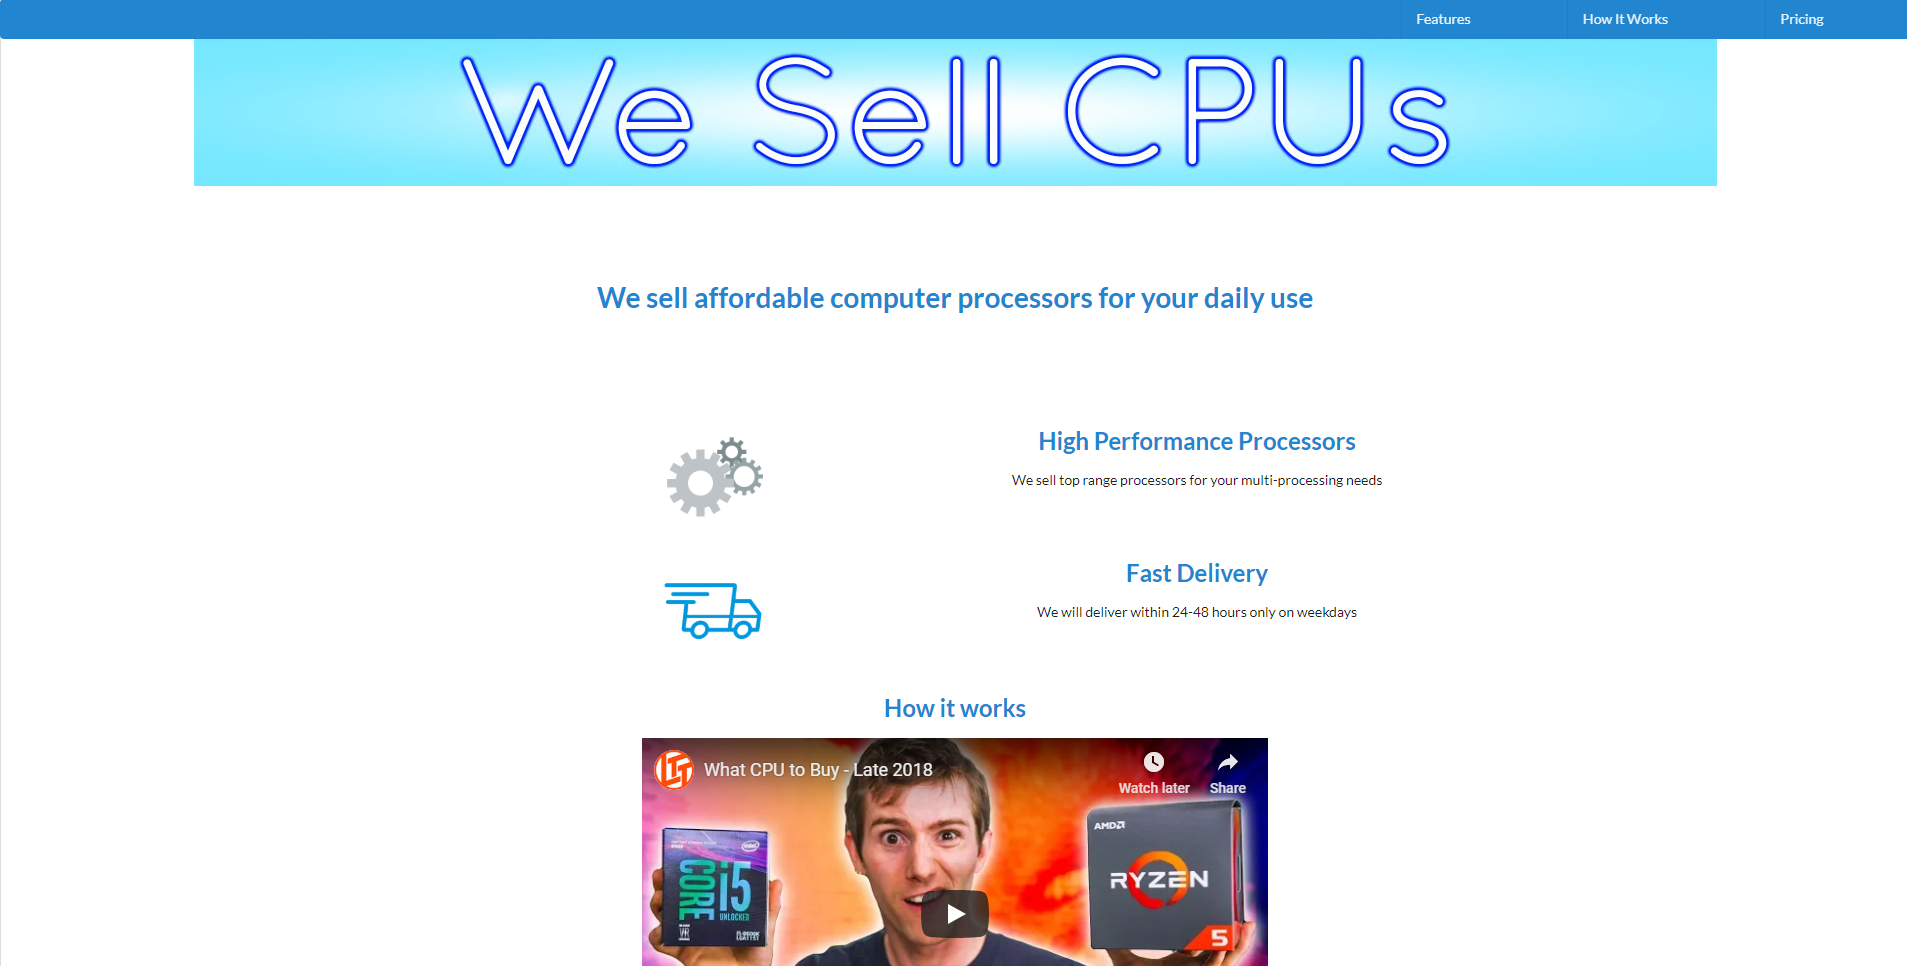 Features How It Works Pricing
We Sell CPUs
We sell affordable computer processors for your daily use
High Performance Processors
We sell top range processors for your multi-processing needs
Fast Delivery
We will deliver within 24-48 hours only on weekdays
How it works
What CPU to Buy - Late 2018
Watch later Share
AMD
intel
CORE i5
UNLOCKED
RYZEN
5